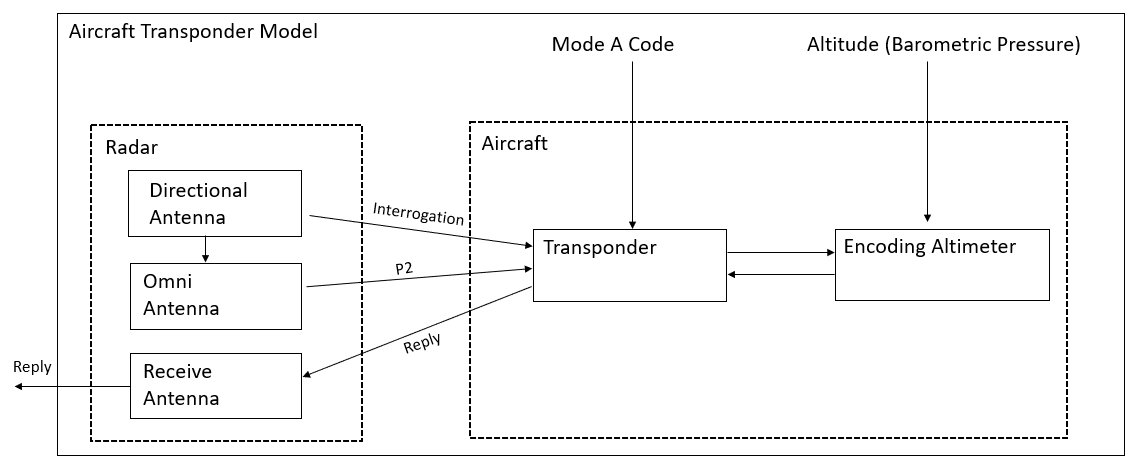 Aircraft Transponder Model
Mode A Code
Altitude (Barometric Pressure)
Radar
Aircraft
Directional
Antenna
Interrogation
Transponder
Encoding Altimeter
P2
Omni
Antenna
Reply
Reply
Receive
Antenna